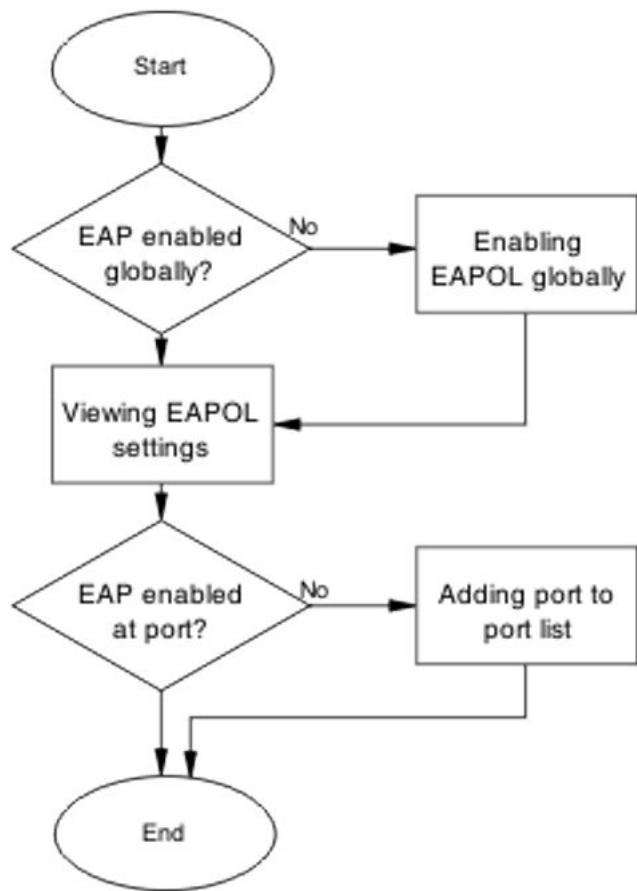 Start
EAP enabled
globally?
No
Enabling
EAPOL globally
Viewing EAPOL
settings
EAP enabled
at port?
No
Adding port to
port list
End